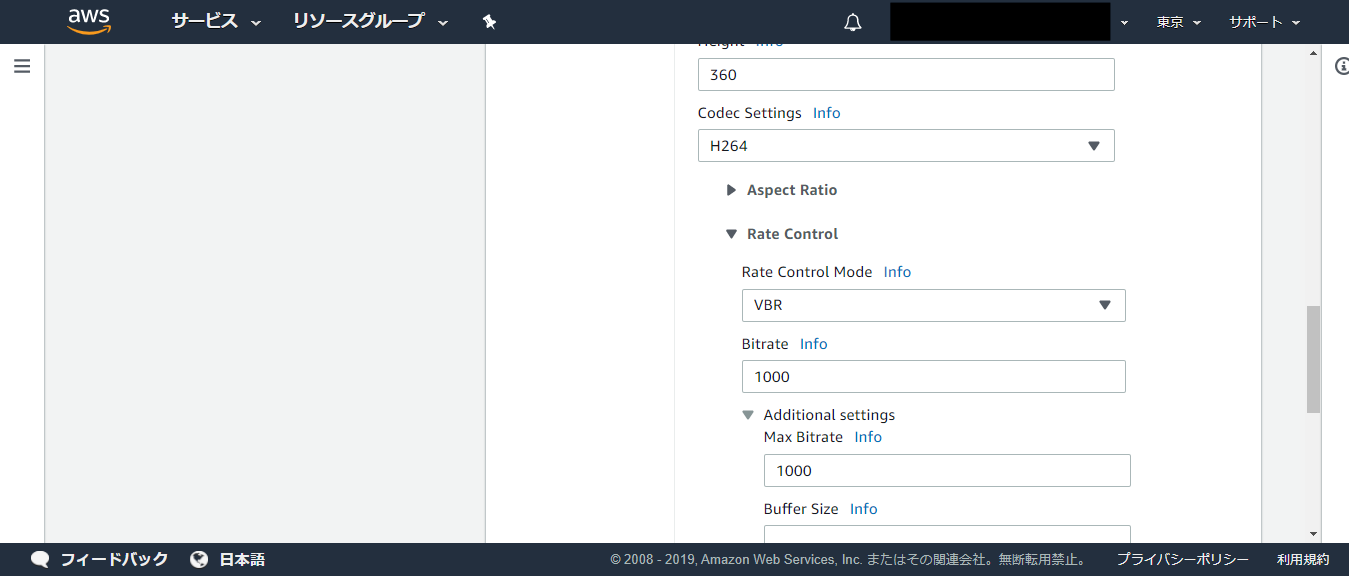 aws サービス リソースグループ 東京 サポート
Height Info
360
Codec Settings Info
H264
Aspect Ratio
Rate Control
Rate Control Mode Info
VBR
Bitrate Info
1000
Additional settings
Max Bitrate Info
1000
Buffer Size Info
フィードバック 日本語 © 2008 - 2019, Amazon Web Services, Inc. またはその関連会社。無断転用禁止。 プライバシーポリシー 利用規約